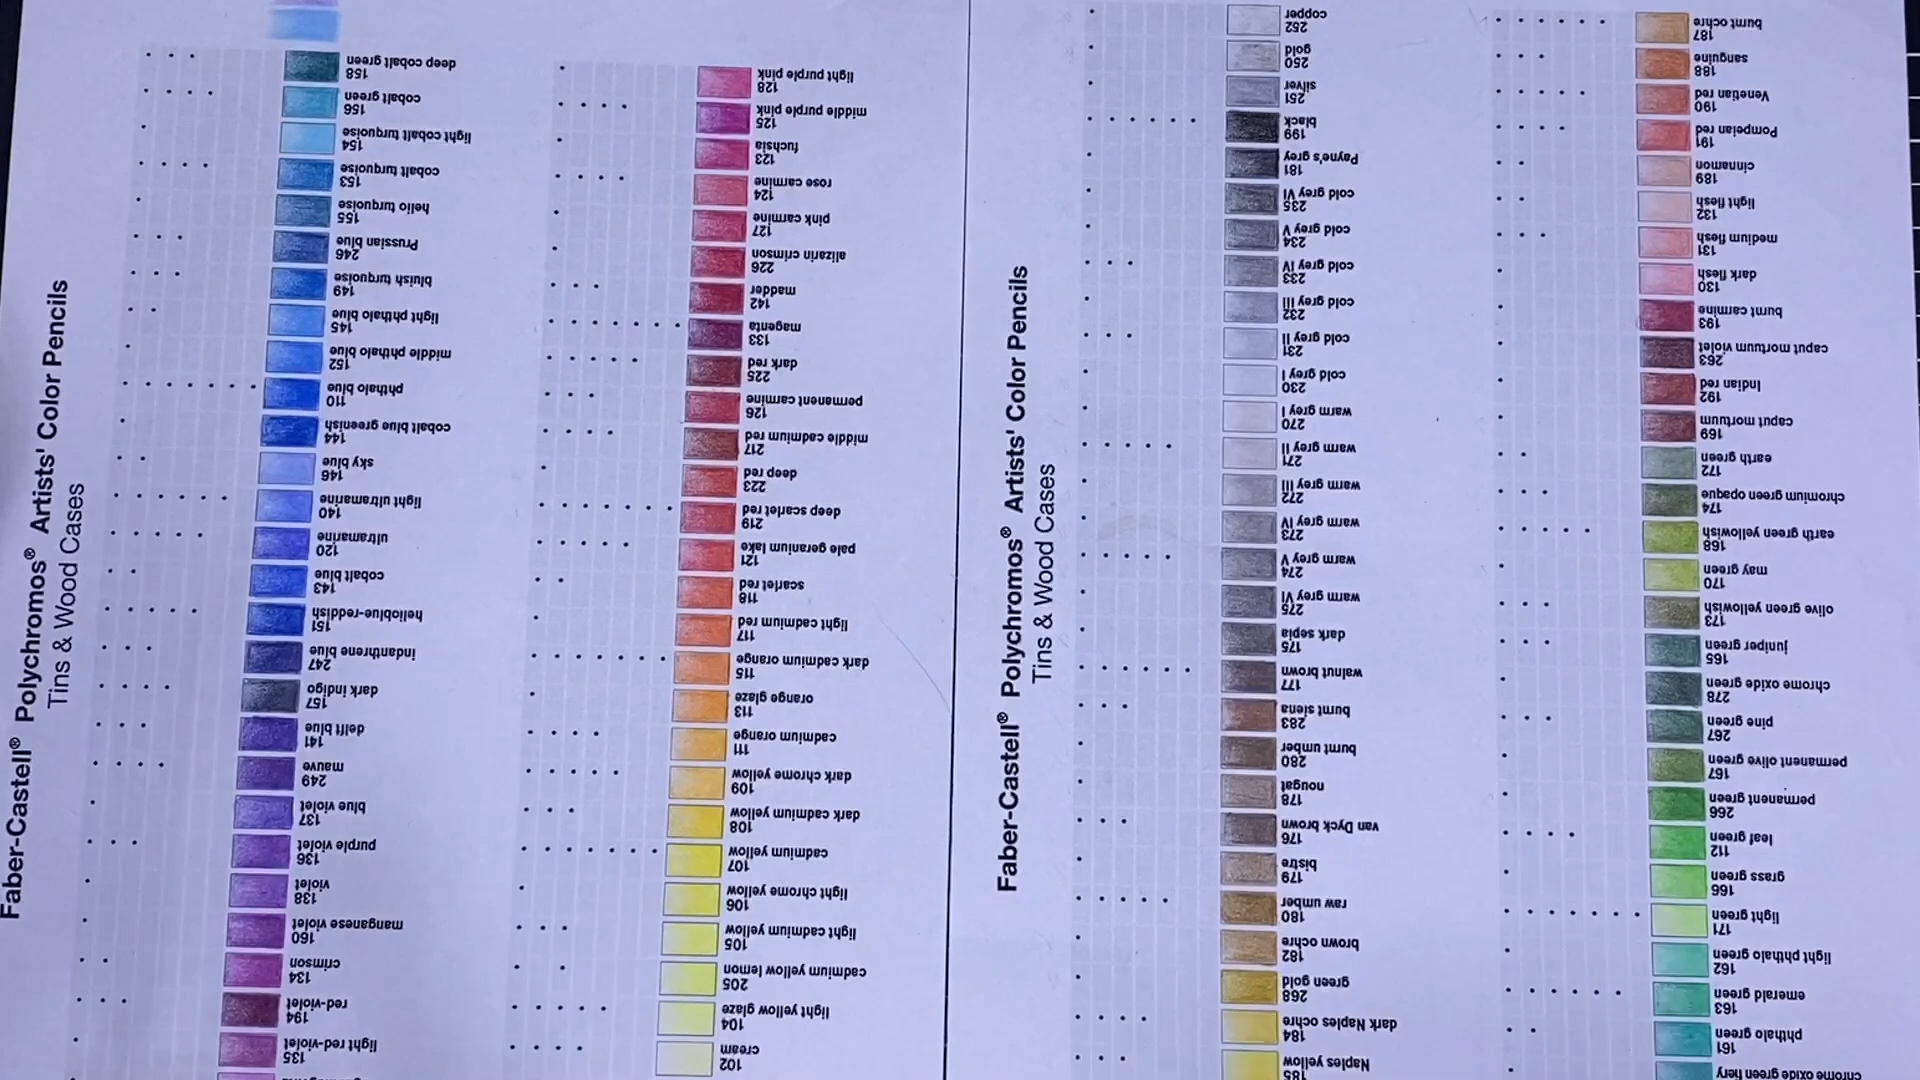 Faber-Castell® Polychromos® Artists' Color Pencils
Tins & Wood Cases
102
cream
104
light yellow glaze
205
cadmium yellow lemon
105
light cadmium yellow
106
light chrome yellow
107
cadmium yellow
108
dark cadmium yellow
109
dark chrome yellow
111
cadmium orange
113
orange glaze
115
dark cadmium orange
117
light cadmium red
118
scarlet red
121
pale geranium lake
219
deep scarlet red
223
deep red
217
middle cadmium red
126
permanent carmine
225
dark red
133
magenta
142
madder
226
alizarin crimson
127
pink carmine
124
rose carmine
123
fuchsia
125
middle purple pink
128
light purple pink
135
light red-violet
194
red-violet
134
crimson
160
manganese violet
138
violet
136
purple violet
137
blue violet
249
mauve
141
delft blue
157
dark indigo
247
indanthrene blue
151
helioblue-reddish
143
cobalt blue
120
ultramarine
140
light ultramarine
146
sky blue
144
cobalt blue greenish
110
phthalo blue
152
middle phthalo blue
145
light phthalo blue
149
bluish turquoise
246
Prussian blue
155
helio turquoise
153
cobalt turquoise
154
light cobalt turquoise
156
cobalt green
158
deep cobalt green
Faber-Castell® Polychromos® Artists' Color Pencils
Tins & Wood Cases
chrome oxide green fiery
161
phthalo green
163
emerald green
162
light phthalo green
171
light green
166
grass green
112
leaf green
266
permanent green
167
permanent olive green
267
pine green
278
chrome oxide green
165
juniper green
173
olive green yellowish
170
may green
168
earth green yellowish
174
chromium green opaque
172
earth green
169
caput mortuum
192
Indian red
263
caput mortuum violet
193
burnt carmine
130
dark flesh
131
medium flesh
132
light flesh
189
cinnamon
191
Pompeian red
190
Venetian red
188
sanguine
187
burnt ochre
185
Naples yellow
184
dark Naples ochre
268
green gold
182
brown ochre
180
raw umber
179
bistre
176
van Dyck brown
178
nougat
280
burnt umber
283
burnt siena
177
walnut brown
175
dark sepia
275
warm grey VI
274
warm grey V
273
warm grey IV
272
warm grey III
271
warm grey II
270
warm grey I
230
cold grey I
231
cold grey II
232
cold grey III
233
cold grey IV
234
cold grey V
235
cold grey VI
181
Payne's grey
199
black
251
silver
250
gold
252
copper